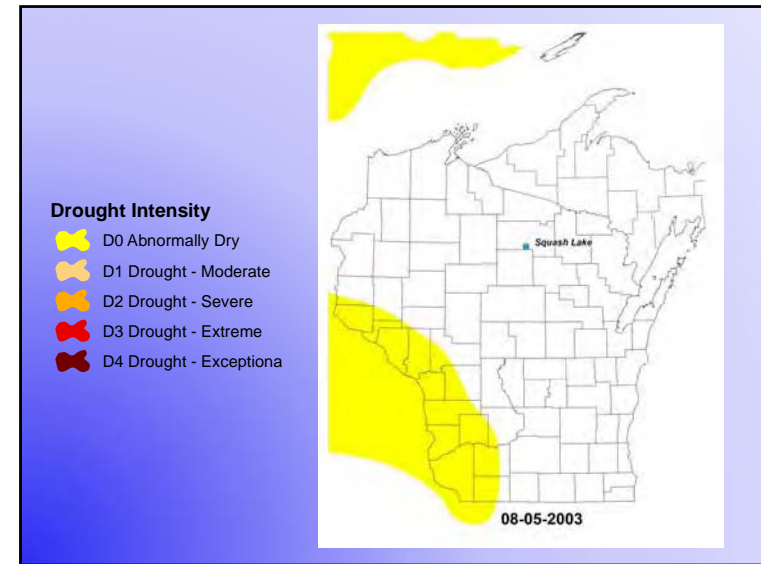 Drought Intensity
D0 Abnormally Dry
D1 Drought - Moderate
D2 Drought - Severe
D3 Drought - Extreme
D4 Drought - Exceptiona
Squash Lake
08-05-2003